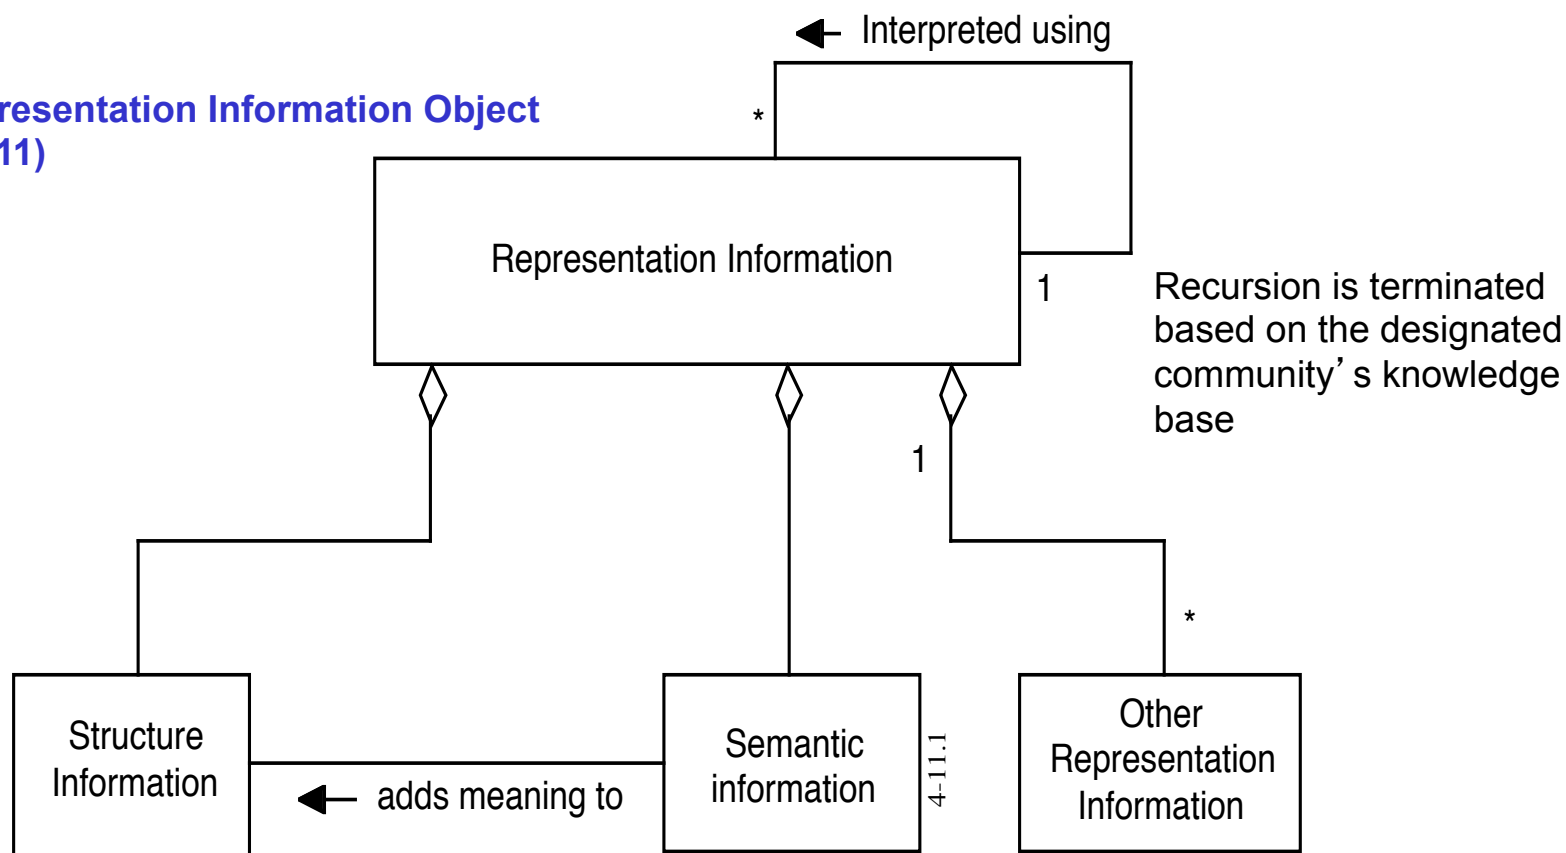 Interpreted using
resentation Information Object
11)
*
Representation Information
1
Recursion is terminated
based on the designated
community's knowledge
base
1
*
Structure
Information
adds meaning to
Semantic
information
4-11.1
Other
Representation
Information